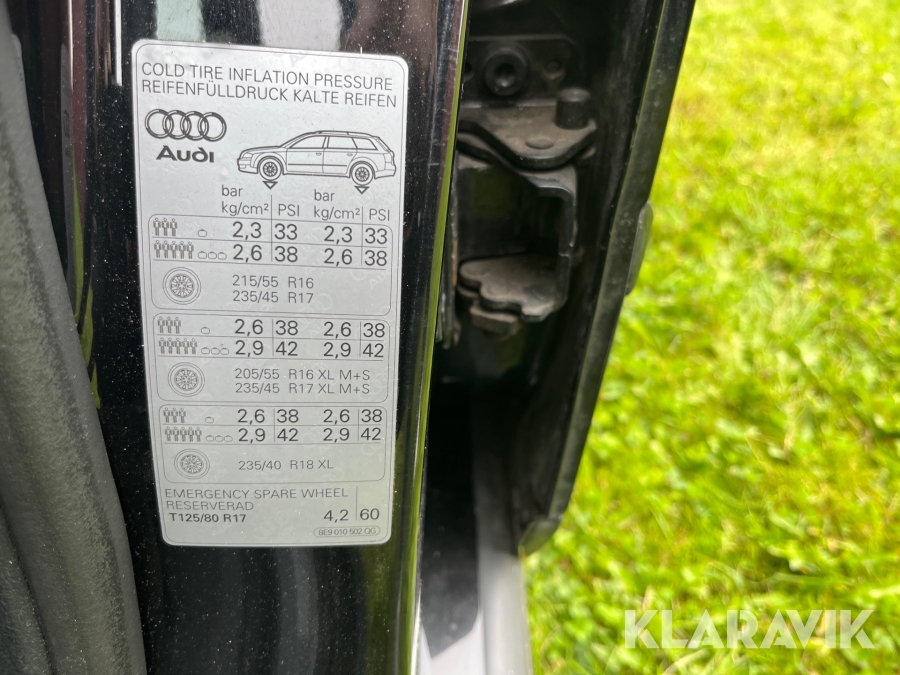 COLD TIRE INFLATION PRESSURE
REIFENFÜLLDRUCK KALTE REIFEN
Audi
bar PSI bar PSI
kg/cm² kg/cm²
2,3 33 2,3 33
2,6 38 2,6 38
215/55 R16
235/45 R17
2,6 38 2,6 38
2,9 42 2,9 42
205/55 R16 XL M+S
235/45 R17 XL M+S
2,6 38 2,6 38
2,9 42 2,9 42
235/40 R18 XL
EMERGENCY SPARE WHEEL
RESERVERAD
T125/80 R17 4,2 60
8E9 010 502 QG
KLARAVIK